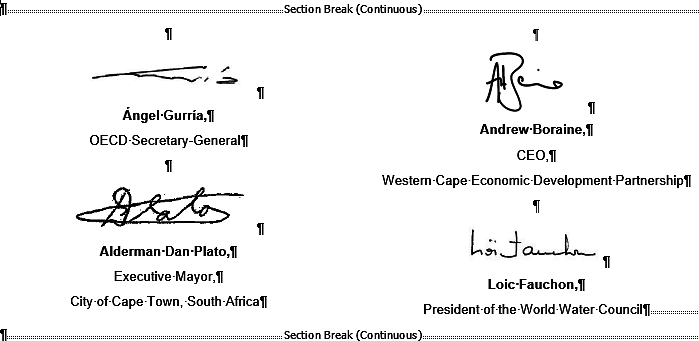 ¶ Section Break (Continuous)
¶
¶
Ángel·Gurría,¶
OECD·Secretary-General¶
¶
¶
Alderman·Dan·Plato,¶
Executive·Mayor,¶
City·of·Cape·Town,·South·Africa¶
¶
¶
Andrew·Boraine,¶
CEO,¶
Western·Cape·Economic·Development·Partnership¶
¶
Loïc Fauchon
¶
Loic·Fauchon,¶
President·of·the·World·Water·Council¶
¶ Section Break (Continuous)